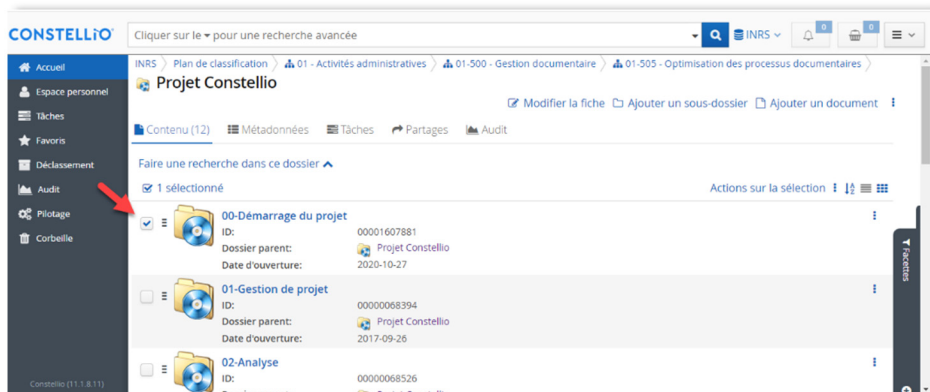 CONSTELLIO
Cliquer sur le ▾ pour une recherche avancée
INRS
0
0
Accueil
Espace personnel
Tâches
Favoris
Déclassement
Audit
Pilotage
Corbeille
Constellio (11.1.8.11)
INRS 〉 Plan de classification 〉 01 - Activités administratives 〉 01-500 - Gestion documentaire 〉 01-505 - Optimisation des processus documentaires 〉
Projet Constellio
Modifier la fiche Ajouter un sous-dossier Ajouter un document
Contenu (12) Métadonnées Tâches Partages Audit
Faire une recherche dans ce dossier
1 sélectionné Actions sur la sélection
00-Démarrage du projet
ID: 00001607881
Dossier parent: Projet Constellio
Date d'ouverture: 2020-10-27
01-Gestion de projet
ID: 00000068394
Dossier parent: Projet Constellio
Date d'ouverture: 2017-09-26
02-Analyse
ID: 00000068526
Facettes